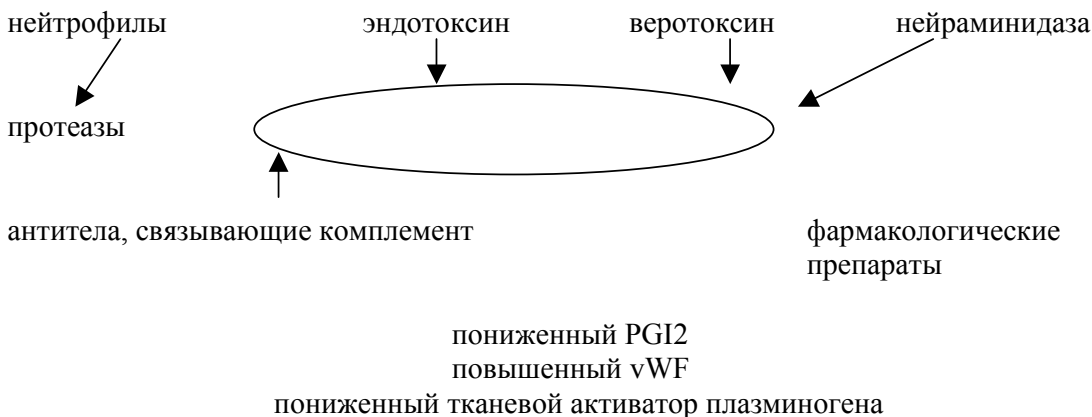 нейтрофилы эндотоксин веротоксин нейраминидаза
протеазы
антитела, связывающие комплемент фармакологические
препараты
пониженный PGI2
повышенный vWF
пониженный тканевой активатор плазминогена